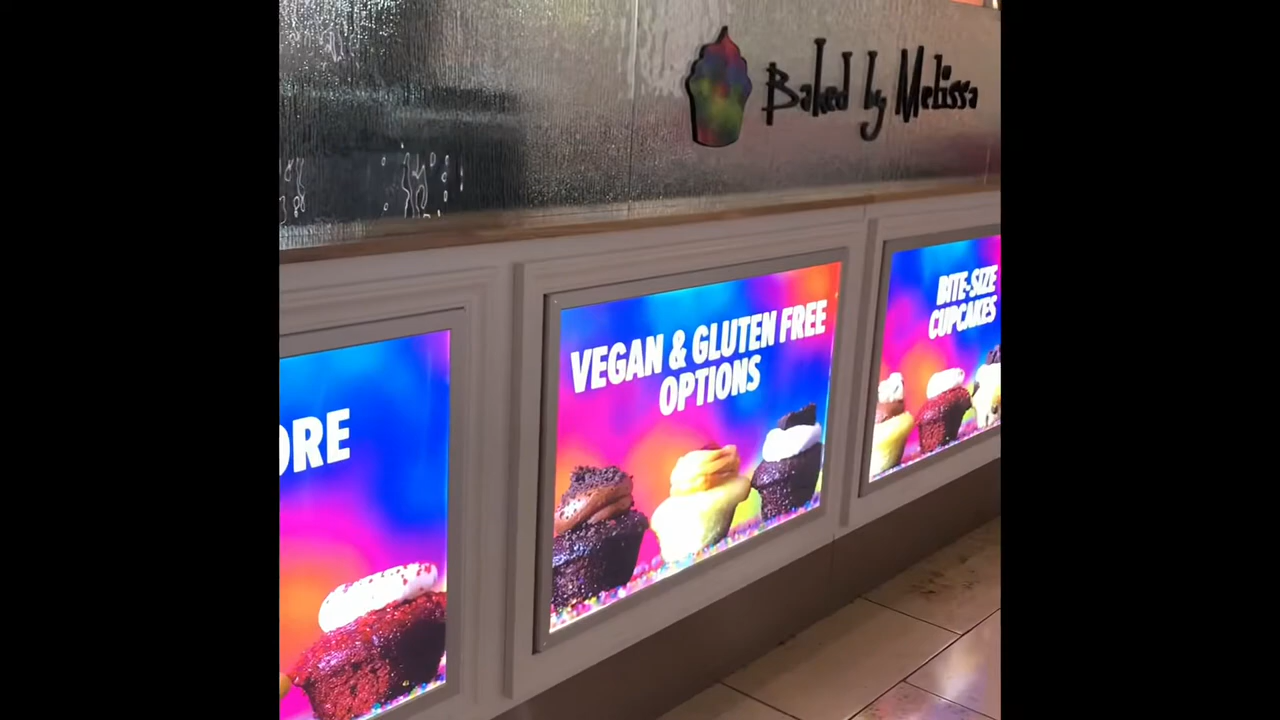 Baked by Melissa
ORE
VEGAN & GLUTEN FREE
OPTIONS
BITE-SIZE
CUPCAKES